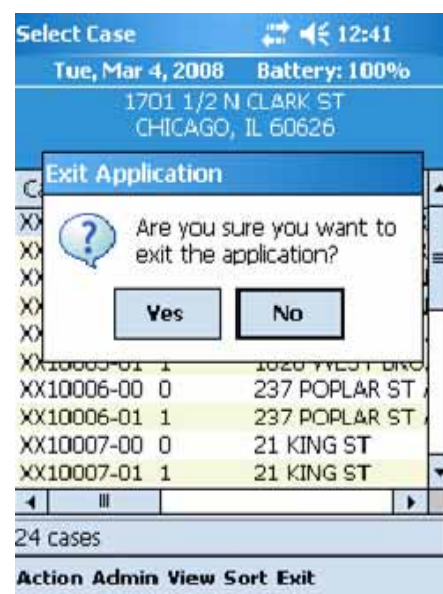 Select Case 12:41
Tue, Mar 4, 2008 Battery: 100%
1701 1/2 N CLARK ST
CHICAGO, IL 60626
Exit Application
Are you sure you want to
exit the application?
Yes No
XX10005-01 1
XX10006-00 0 237 POPLAR ST
XX10006-01 1 237 POPLAR ST
XX10007-00 0 21 KING ST
XX10007-01 1 21 KING ST
24 cases
Action Admin View Sort Exit